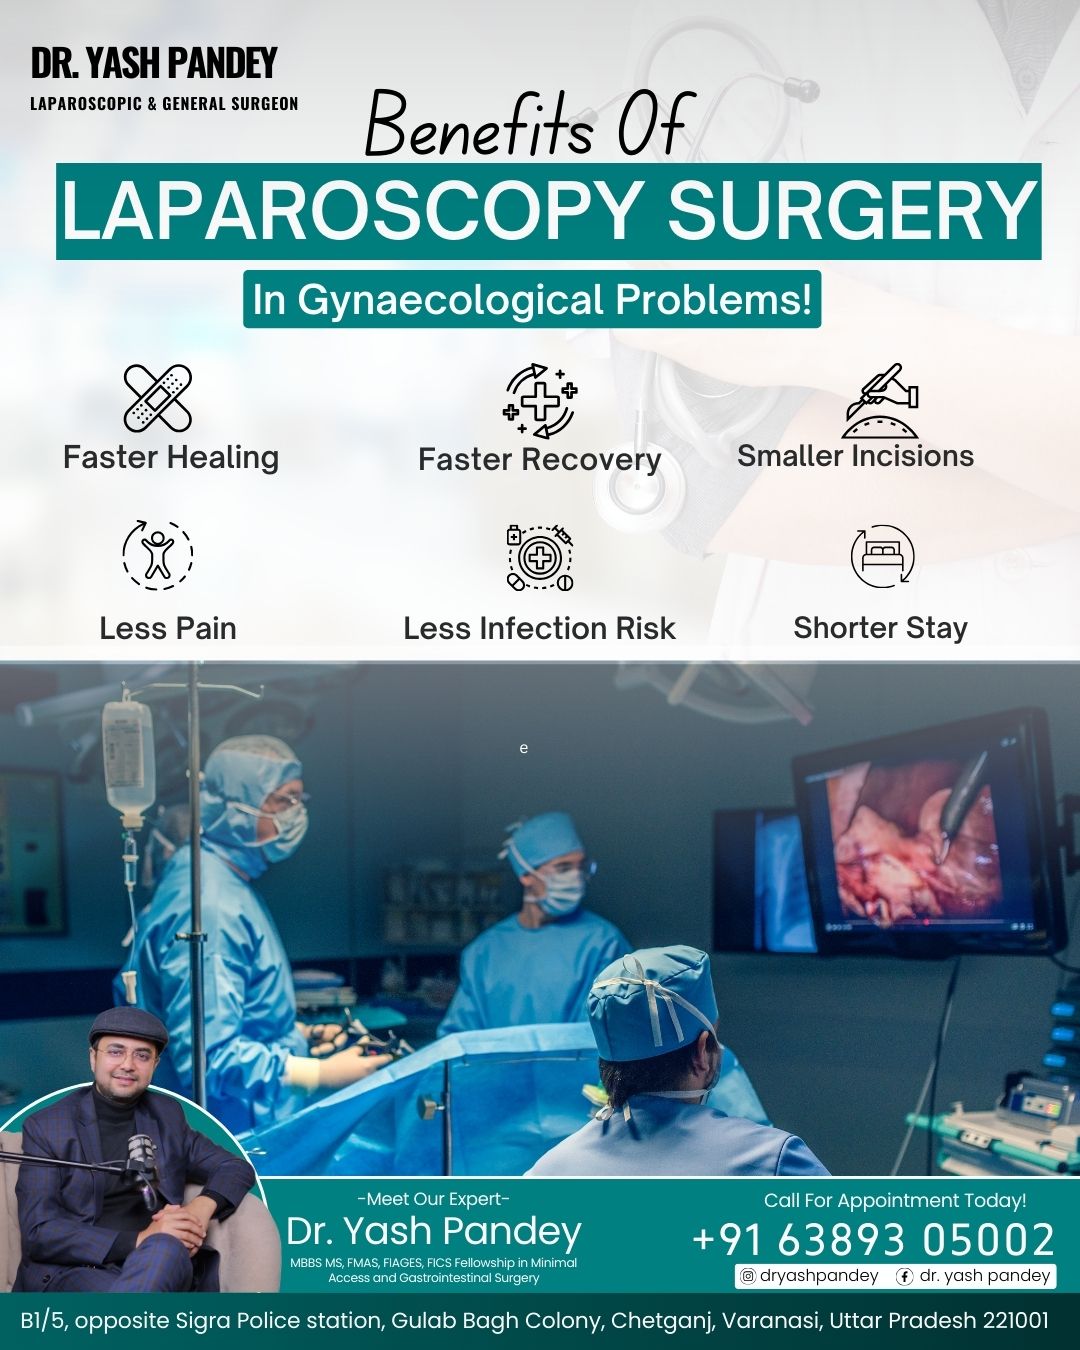 DR. YASH PANDEY
LAPAROSCOPIC & GENERAL SURGEON
Benefits Of
LAPAROSCOPY SURGERY
In Gynaecological Problems!
Faster Healing
Faster Recovery
Smaller Incisions
Less Pain
Less Infection Risk
Shorter Stay
e
-Meet Our Expert-
Dr. Yash Pandey
MBBS MS, FMAS, FIAGES, FICS Fellowship in Minimal
Access and Gastrointestinal Surgery
Call For Appointment Today!
+91 63893 05002
dryashpandey dr. yash pandey
B1/5, opposite Sigra Police station, Gulab Bagh Colony, Chetganj, Varanasi, Uttar Pradesh 221001